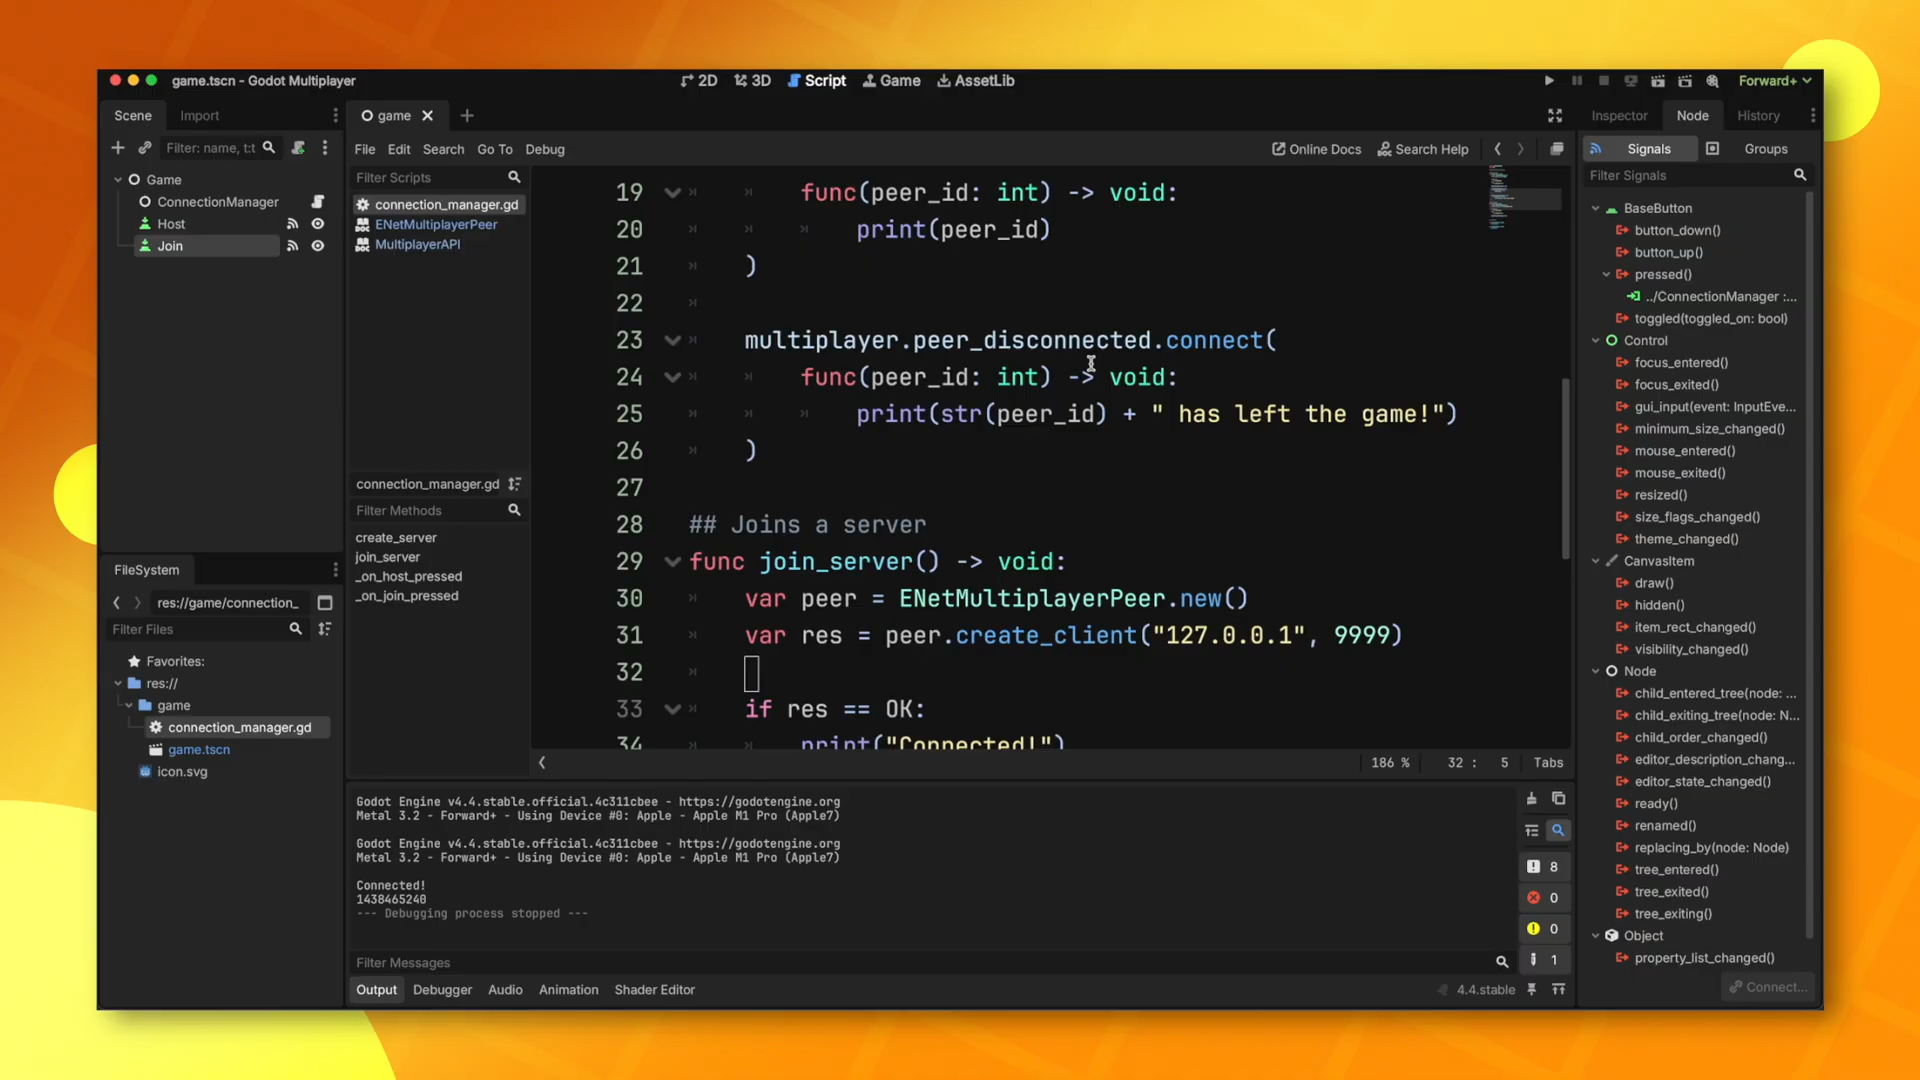 game.tscn - Godot Multiplayer
2D 3D Script Game AssetLib
Forward+
Scene Import
game
Inspector Node History
Filter: name, t:t
File Edit Search Go To Debug
Online Docs Search Help
Signals Groups
Game
ConnectionManager
Host
Join
Filter Scripts
connection_manager.gd
ENetMultiplayerPeer
MultiplayerAPI
connection_manager.gd
Filter Methods
create_server
join_server
_on_host_pressed
_on_join_pressed
19 func(peer_id: int) -> void:
20 print(peer_id)
21 )
22
23 multiplayer.peer_disconnected.connect(
24 func(peer_id: int) -> void:
25 print(str(peer_id) + " has left the game!")
26 )
27
28 ## Joins a server
29 func join_server() -> void:
30 var peer = ENetMultiplayerPeer.new()
31 var res = peer.create_client("127.0.0.1", 9999)
32
33 if res == OK:
34 print("Connected!")
186 % 32 : 5 Tabs
FileSystem
res://game/connection_
Filter Files
Favorites:
res://
game
connection_manager.gd
game.tscn
icon.svg
Godot Engine v4.4.stable.official.4c311cbee - https://godotengine.org
Metal 3.2 - Forward+ - Using Device #0: Apple - Apple M1 Pro (Apple7)
Godot Engine v4.4.stable.official.4c311cbee - https://godotengine.org
Metal 3.2 - Forward+ - Using Device #0: Apple - Apple M1 Pro (Apple7)
Connected!
1438465240
--- Debugging process stopped ---
8
0
0
1
Filter Messages
Output Debugger Audio Animation Shader Editor
4.4.stable
Filter Signals
BaseButton
button_down()
button_up()
pressed()
../ConnectionManager :...
toggled(toggled_on: bool)
Control
focus_entered()
focus_exited()
gui_input(event: InputEve...
minimum_size_changed()
mouse_entered()
mouse_exited()
resized()
size_flags_changed()
theme_changed()
CanvasItem
draw()
hidden()
item_rect_changed()
visibility_changed()
Node
child_entered_tree(node: ...
child_exiting_tree(node: N...
child_order_changed()
editor_description_chang...
editor_state_changed()
ready()
renamed()
replacing_by(node: Node)
tree_entered()
tree_exited()
tree_exiting()
Object
property_list_changed()
Connect...